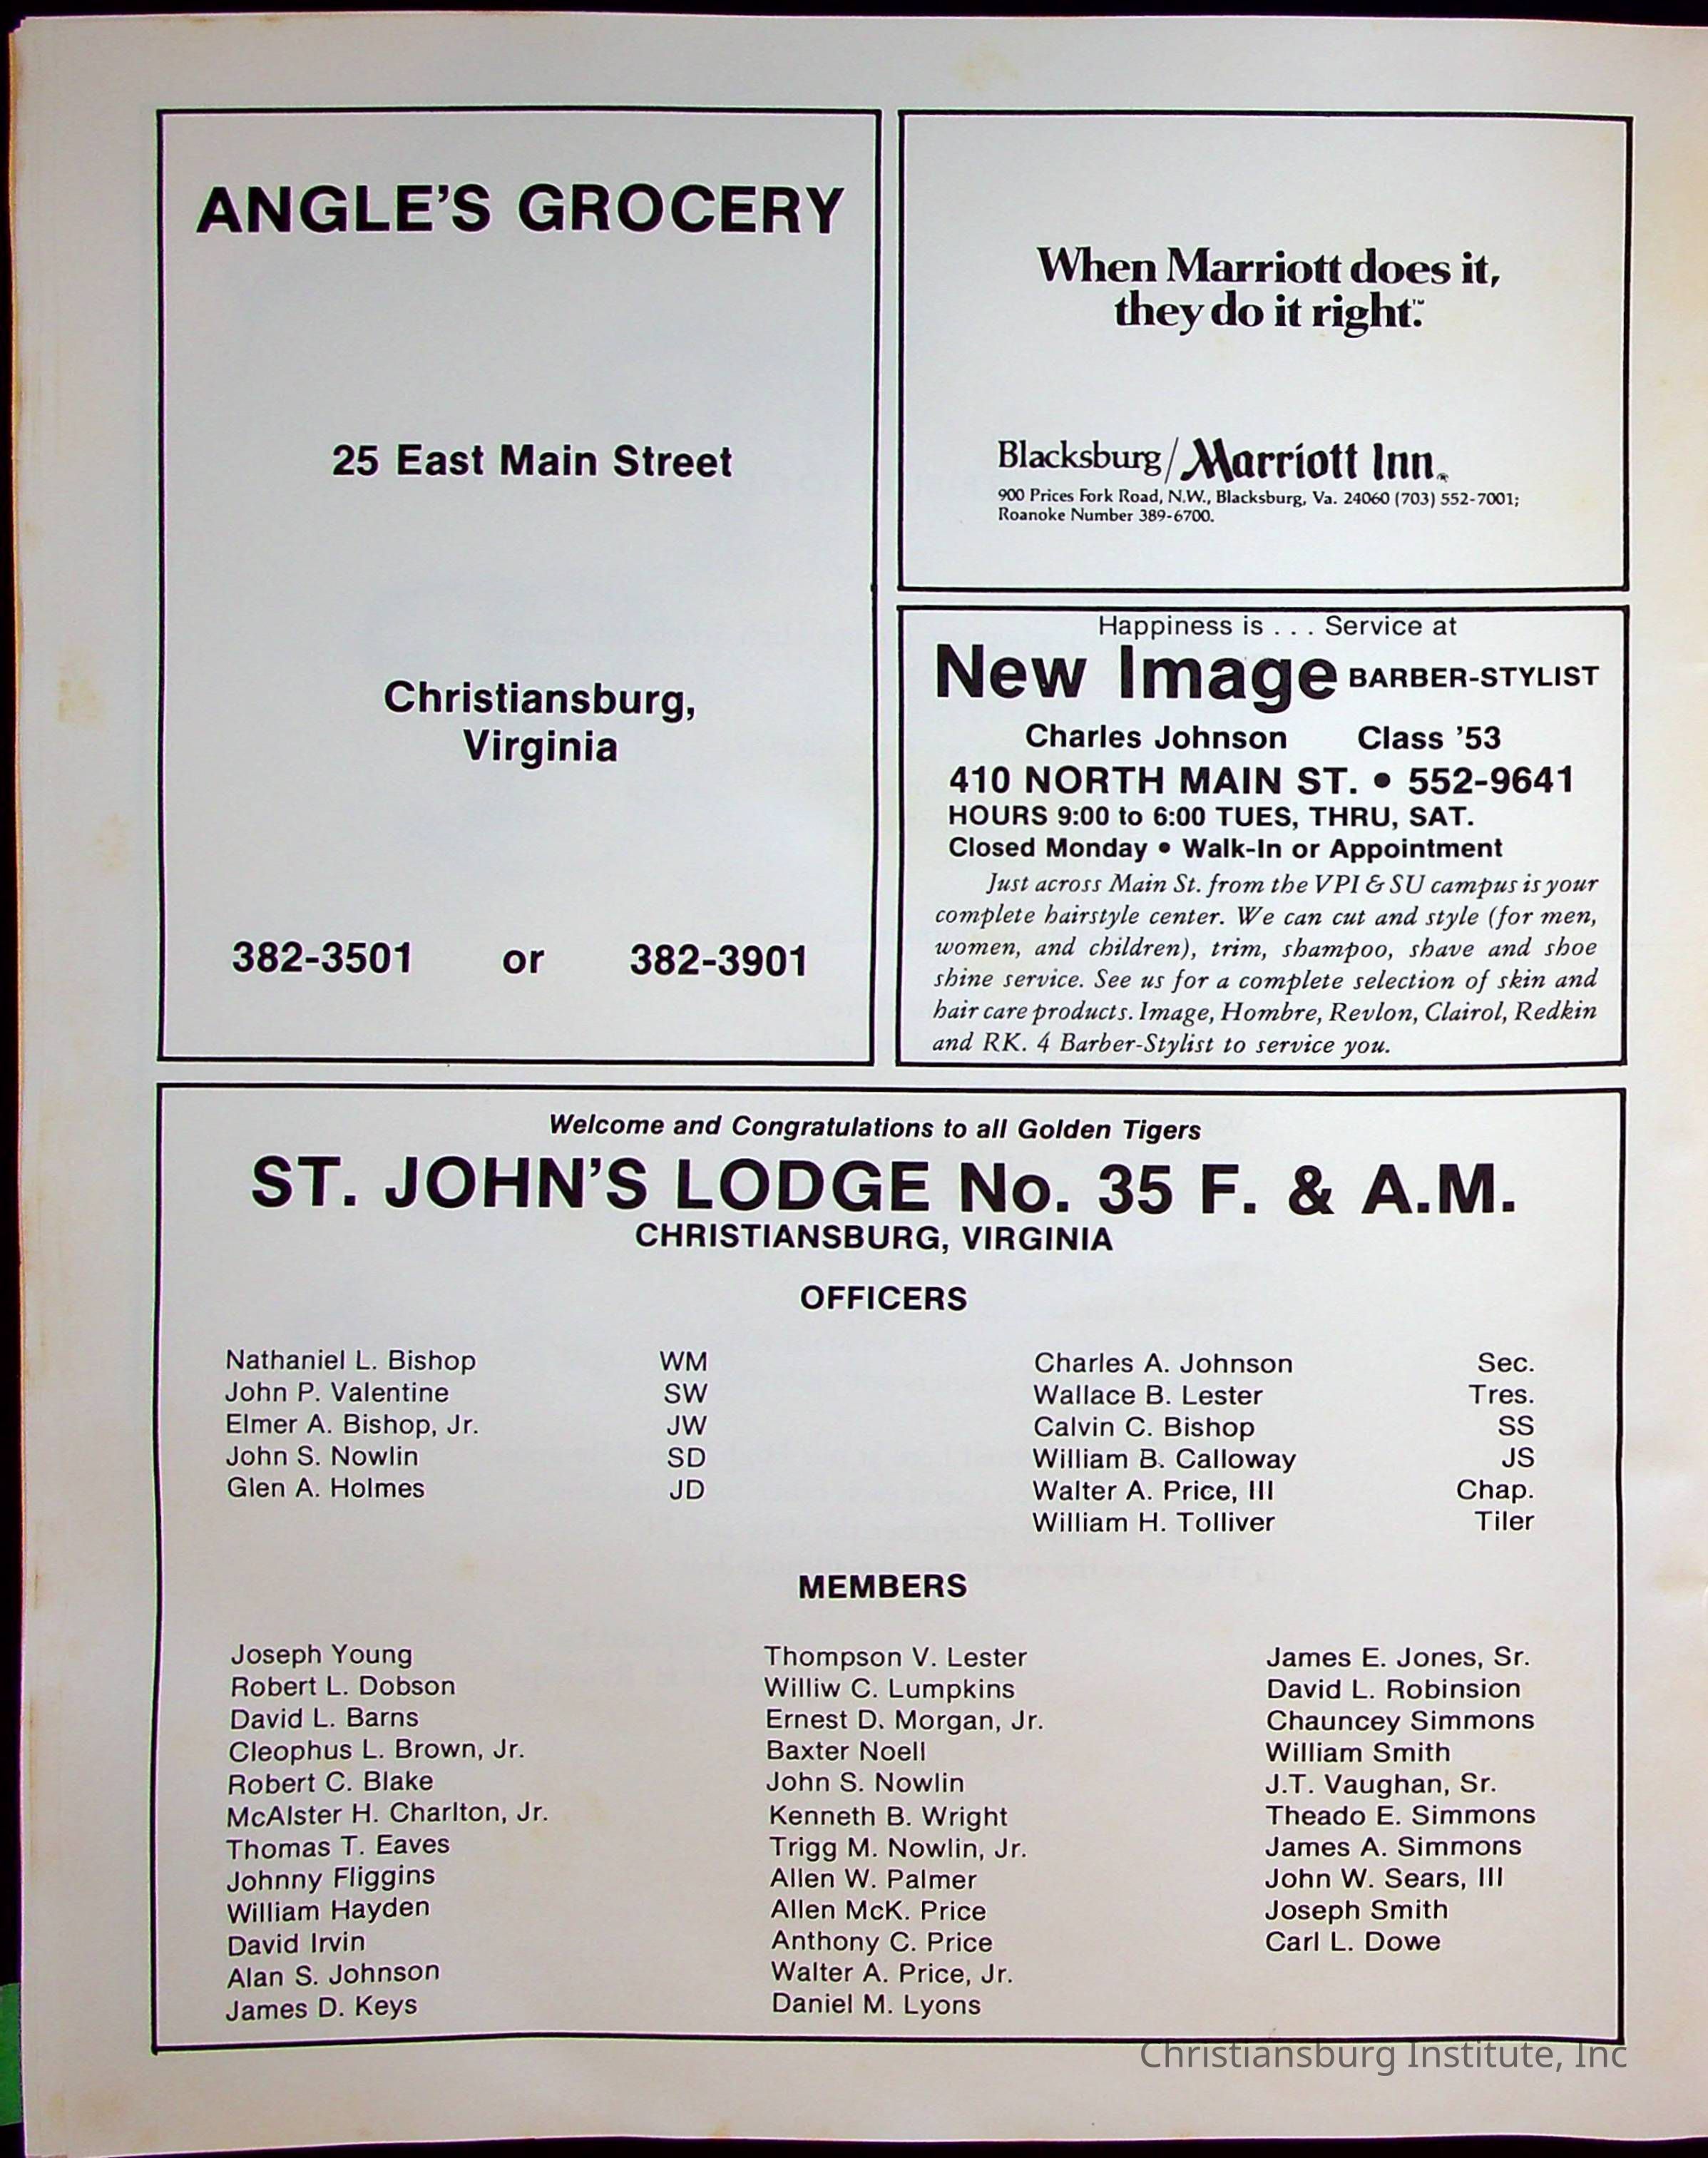 ANGLE'S GROCERY
25 East Main Street
Christiansburg,
Virginia
382-3501 or 382-3901
When Marriott does it,
they do it right.™
Blacksburg/Marriott Inn®
900 Prices Fork Road, N.W., Blacksburg, Va. 24060 (703) 552-7001;
Roanoke Number 389-6700.
Happiness is . . . Service at
New Image BARBER-STYLIST
Charles Johnson Class '53
410 NORTH MAIN ST. • 552-9641
HOURS 9:00 to 6:00 TUES, THRU, SAT.
Closed Monday • Walk-In or Appointment
Just across Main St. from the VPI & SU campus is your
complete hairstyle center. We can cut and style (for men,
women, and children), trim, shampoo, shave and shoe
shine service. See us for a complete selection of skin and
hair care products. Image, Hombre, Revlon, Clairol, Redkin
and RK. 4 Barber-Stylist to service you.
Welcome and Congratulations to all Golden Tigers
ST. JOHN'S LODGE No. 35 F. & A.M.
CHRISTIANSBURG, VIRGINIA
OFFICERS
Nathaniel L. Bishop WM
John P. Valentine SW
Elmer A. Bishop, Jr. JW
John S. Nowlin SD
Glen A. Holmes JD
Charles A. Johnson Sec.
Wallace B. Lester Tres.
Calvin C. Bishop SS
William B. Calloway JS
Walter A. Price, III Chap.
William H. Tolliver Tiler
MEMBERS
Joseph Young
Robert L. Dobson
David L. Barns
Cleophus L. Brown, Jr.
Robert C. Blake
McAlster H. Charlton, Jr.
Thomas T. Eaves
Johnny Fliggins
William Hayden
David Irvin
Alan S. Johnson
James D. Keys
Thompson V. Lester
Williw C. Lumpkins
Ernest D. Morgan, Jr.
Baxter Noell
John S. Nowlin
Kenneth B. Wright
Trigg M. Nowlin, Jr.
Allen W. Palmer
Allen McK. Price
Anthony C. Price
Walter A. Price, Jr.
Daniel M. Lyons
James E. Jones, Sr.
David L. Robinsion
Chauncey Simmons
William Smith
J.T. Vaughan, Sr.
Theado E. Simmons
James A. Simmons
John W. Sears, III
Joseph Smith
Carl L. Dowe
Christiansburg Institute, Inc